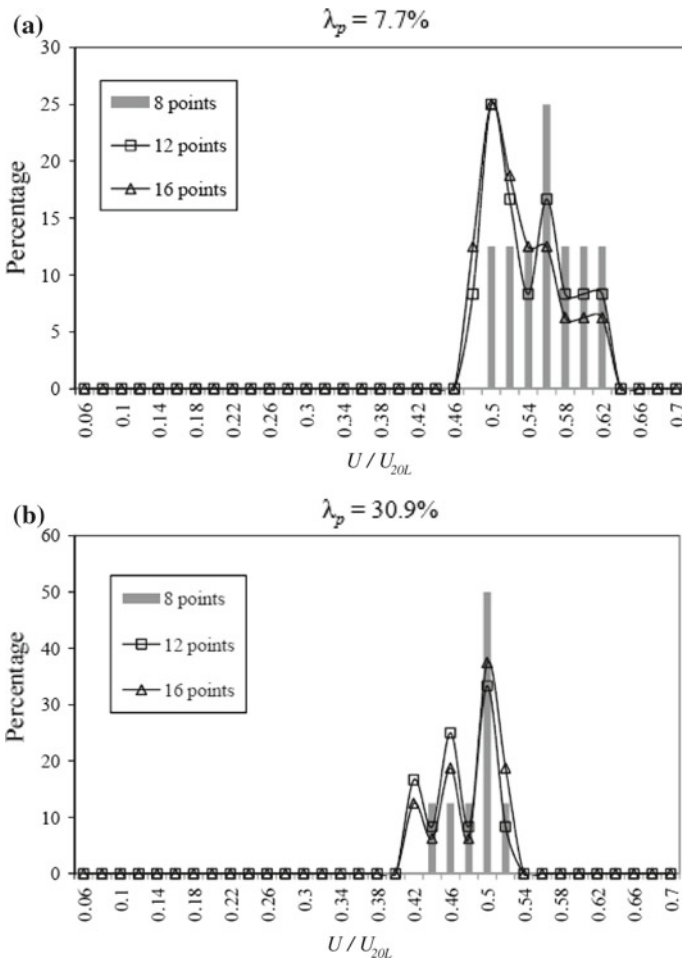 (a)
λp = 7.7%
30
25
20
15
10
5
0
Percentage
8 points
12 points
16 points
0.06 0.1 0.14 0.18 0.22 0.26 0.3 0.34 0.38 0.42 0.46 0.5 0.54 0.58 0.62 0.66 0.7
U / U20L
(b)
λp = 30.9%
60
50
40
30
20
10
0
Percentage
8 points
12 points
16 points
0.06 0.1 0.14 0.18 0.22 0.26 0.3 0.34 0.38 0.42 0.46 0.5 0.54 0.58 0.62 0.66 0.7
U / U20L